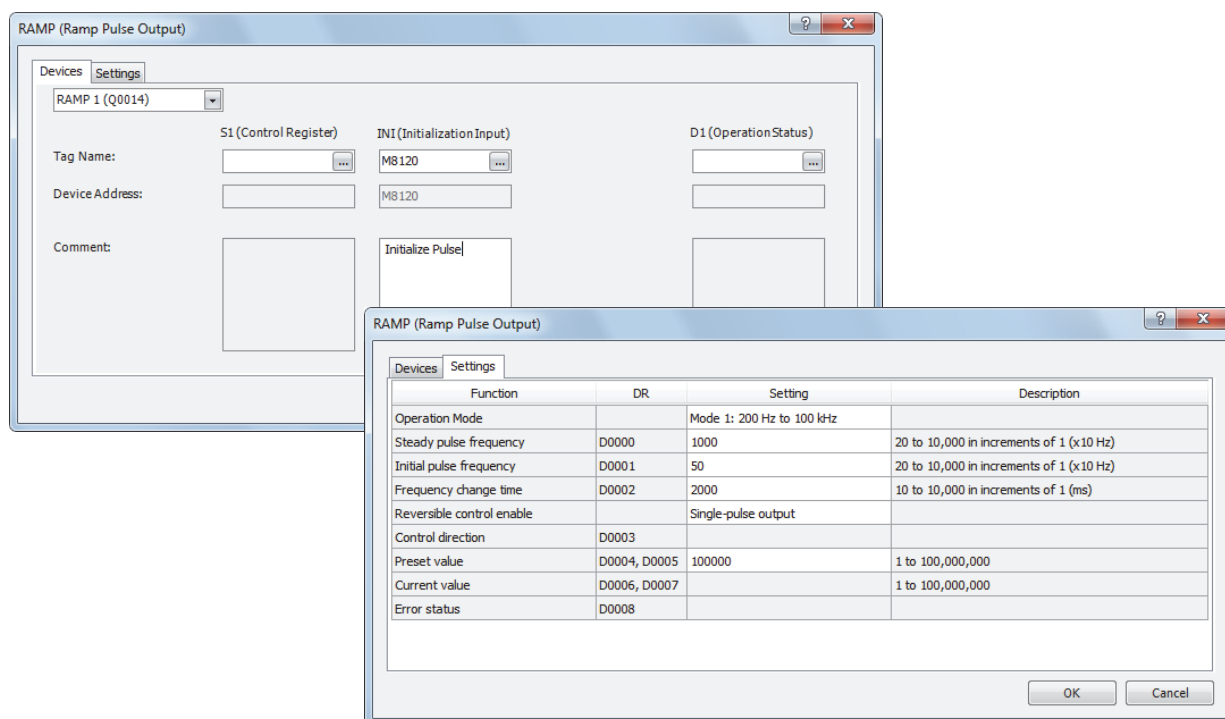 RAMP (Ramp Pulse Output)
Devices Settings
RAMP 1 (Q0014)
S1 (Control Register) INI (Initialization Input) D1 (Operation Status)
Tag Name: ... M8120 ... ...
Device Address: M8120
Comment: Initialize Pulse
RAMP (Ramp Pulse Output)
Devices Settings
Function DR Setting Description
Operation Mode Mode 1: 200 Hz to 100 kHz
Steady pulse frequency D0000 1000 20 to 10,000 in increments of 1 (x10 Hz)
Initial pulse frequency D0001 50 20 to 10,000 in increments of 1 (x10 Hz)
Frequency change time D0002 2000 10 to 10,000 in increments of 1 (ms)
Reversible control enable Single-pulse output
Control direction D0003
Preset value D0004, D0005 100000 1 to 100,000,000
Current value D0006, D0007 1 to 100,000,000
Error status D0008
OK Cancel